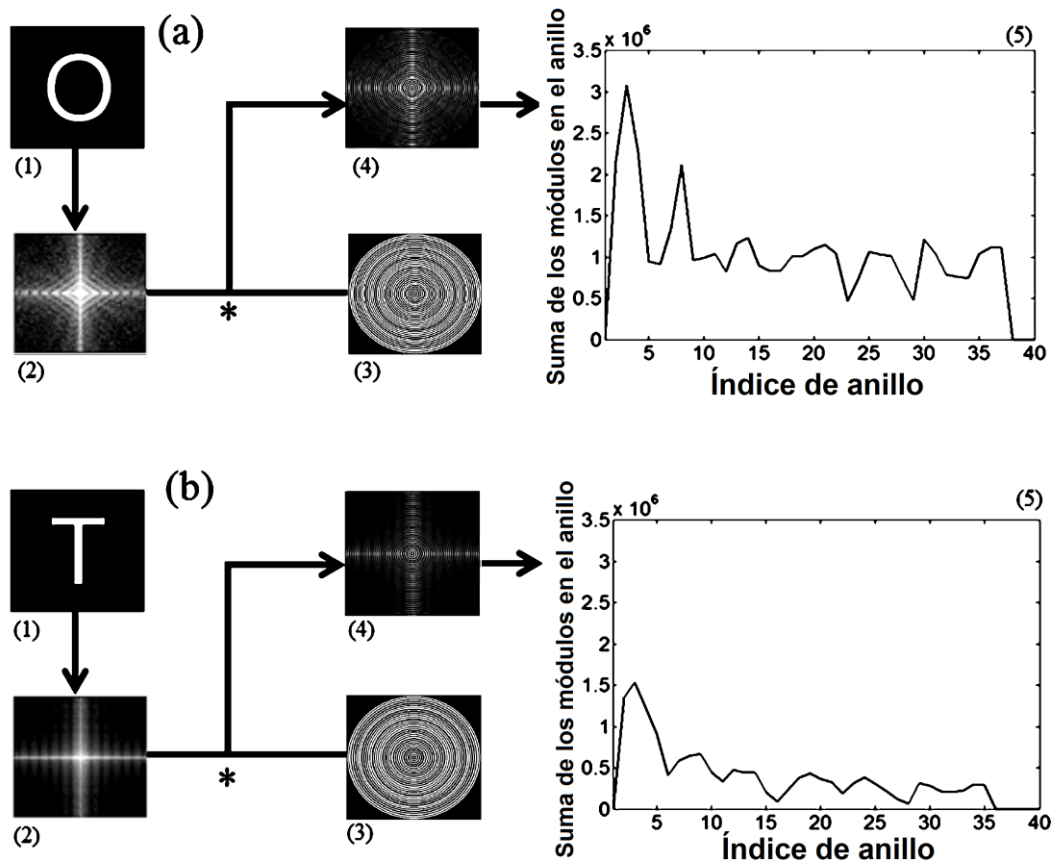 (a)
O
(1)
(2)
*
(3)
(4)
(5)
x 10⁶
3.5
3
2.5
2
1.5
1
0.5
0
5 10 15 20 25 30 35 40
Suma de los módulos en el anillo
Índice de anillo
(b)
T
(1)
(2)
*
(3)
(4)
(5)
x 10⁶
3.5
3
2.5
2
1.5
1
0.5
0
5 10 15 20 25 30 35 40
Suma de los módulos en el anillo
Índice de anillo